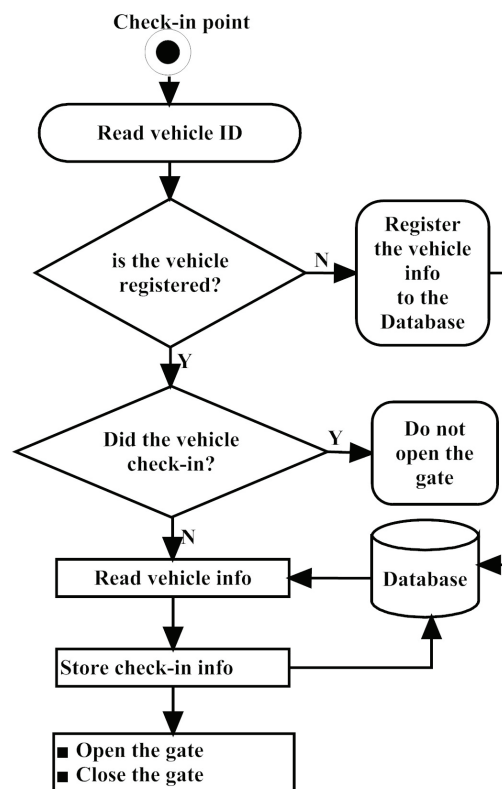 Check-in point
Read vehicle ID
is the vehicle
registered?
N
Register
the vehicle
info
to the
Database
Y
Did the vehicle
check-in?
Y
Do not
open the
gate
N
Read vehicle info
Database
Store check-in info
■ Open the gate
■ Close the gate